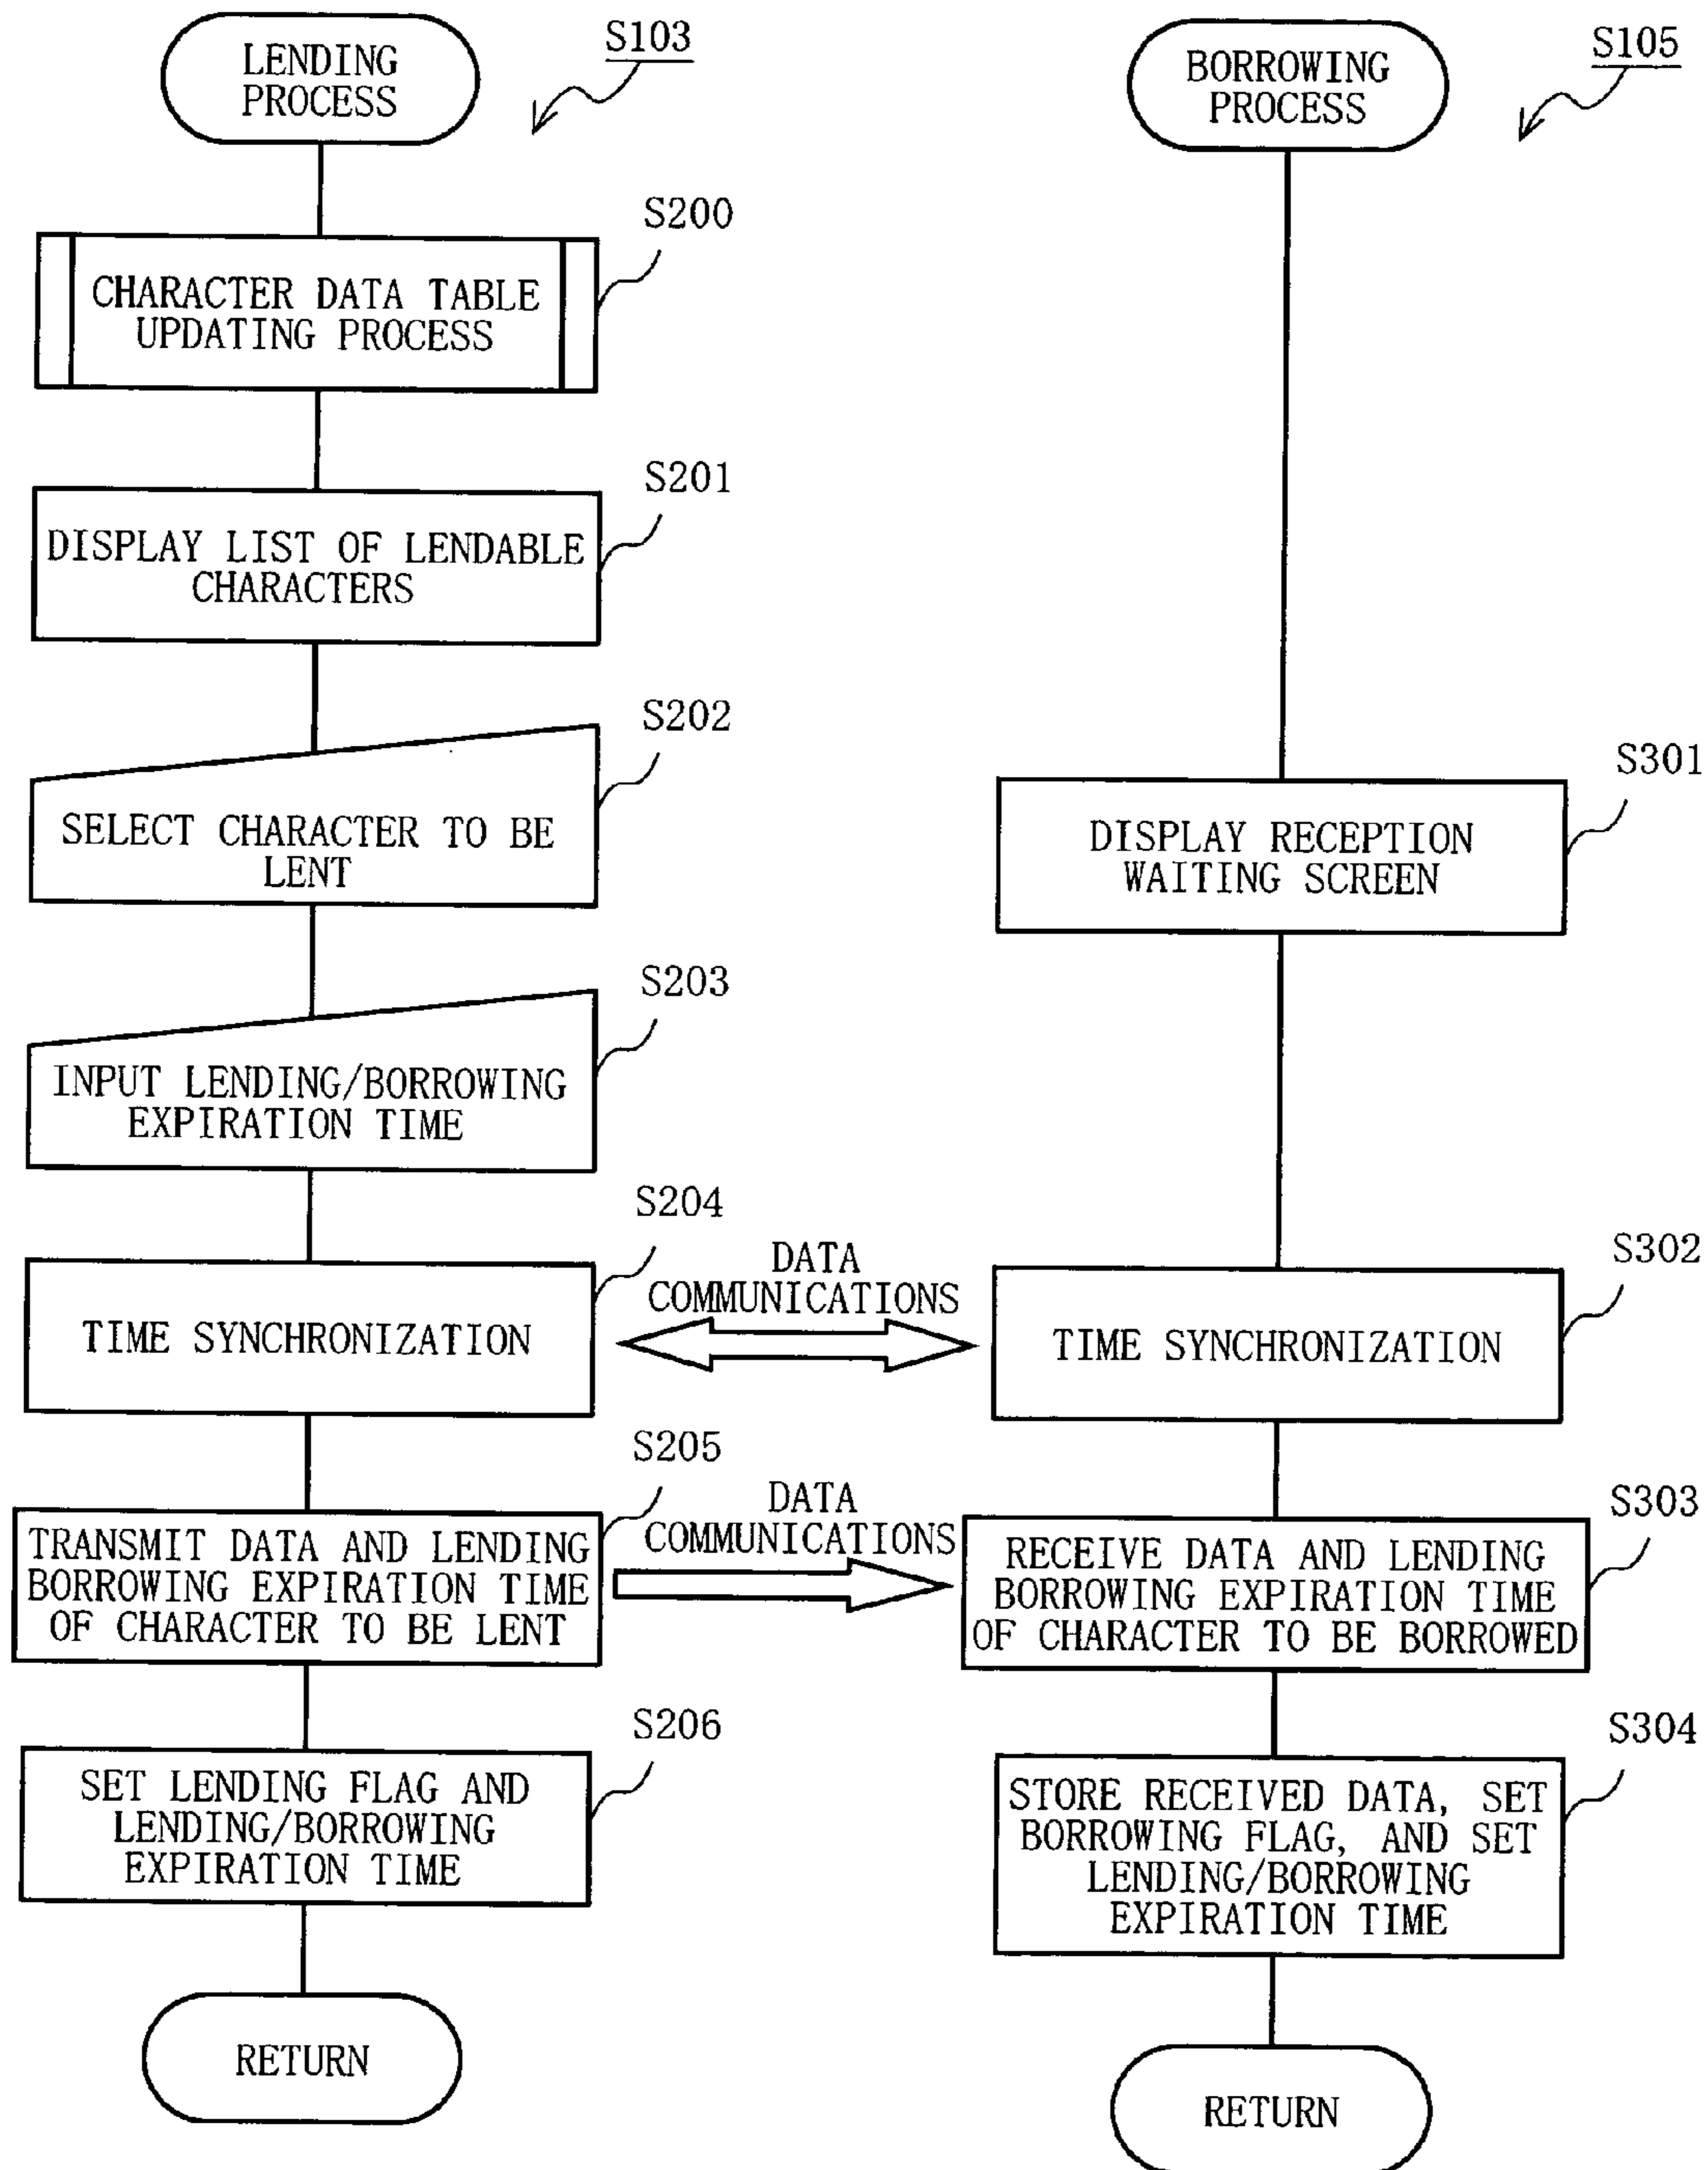 LENDING
PROCESS
S103
S200
CHARACTER DATA TABLE
UPDATING PROCESS
S201
DISPLAY LIST OF LENDABLE
CHARACTERS
S202
SELECT CHARACTER TO BE
LENT
S203
INPUT LENDING/BORROWING
EXPIRATION TIME
S204
TIME SYNCHRONIZATION
DATA
COMMUNICATIONS
S205
TRANSMIT DATA AND LENDING
BORROWING EXPIRATION TIME
OF CHARACTER TO BE LENT
DATA
COMMUNICATIONS
S206
SET LENDING FLAG AND
LENDING/BORROWING
EXPIRATION TIME
RETURN
BORROWING
PROCESS
S105
S301
DISPLAY RECEPTION
WAITING SCREEN
S302
TIME SYNCHRONIZATION
S303
RECEIVE DATA AND LENDING
BORROWING EXPIRATION TIME
OF CHARACTER TO BE BORROWED
S304
STORE RECEIVED DATA, SET
BORROWING FLAG, AND SET
LENDING/BORROWING
EXPIRATION TIME
RETURN